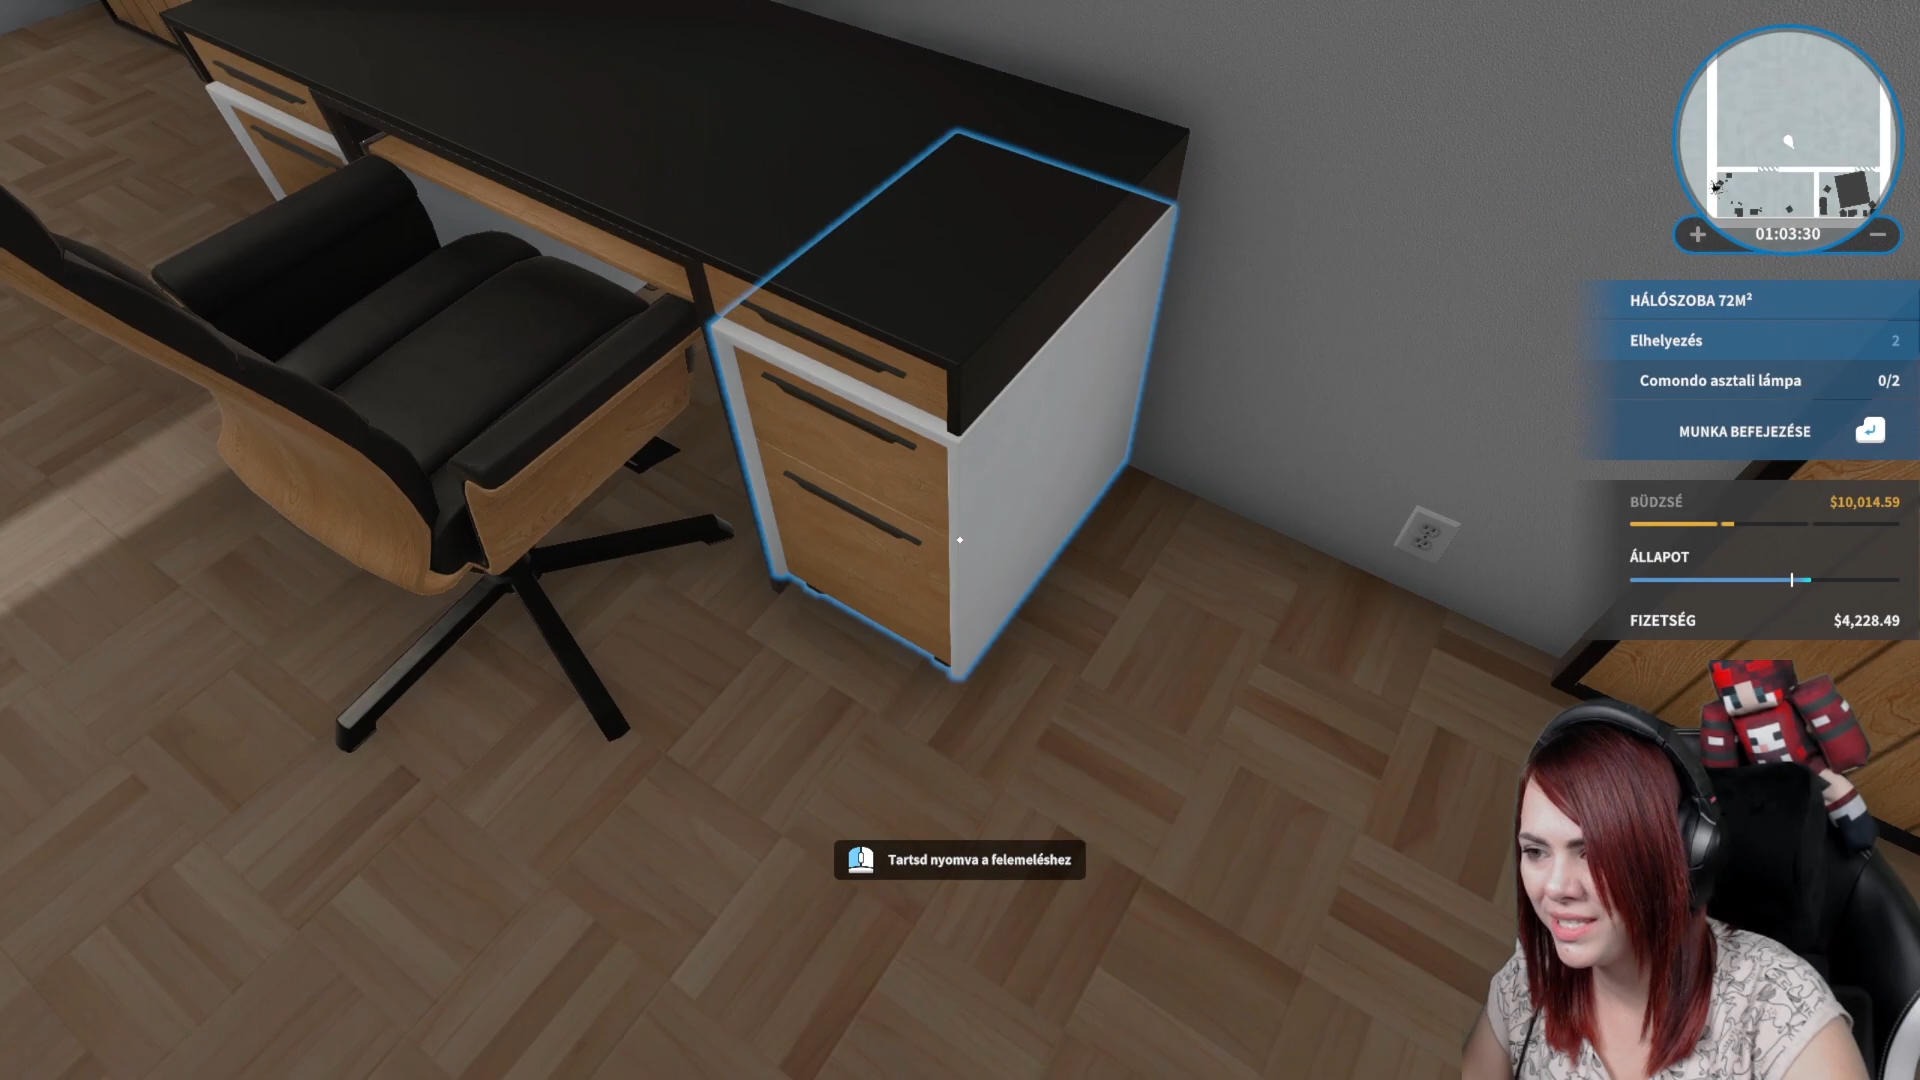 01:03:30
HÁLÓSZOBA 72M²
Elhelyezés 2
Comondo asztali lámpa 0/2
MUNKA BEFEJEZÉSE
BÜDZSÉ $10,014.59
ÁLLAPOT
FIZETSÉG $4,228.49
Tartsd nyomva a felemeléshez